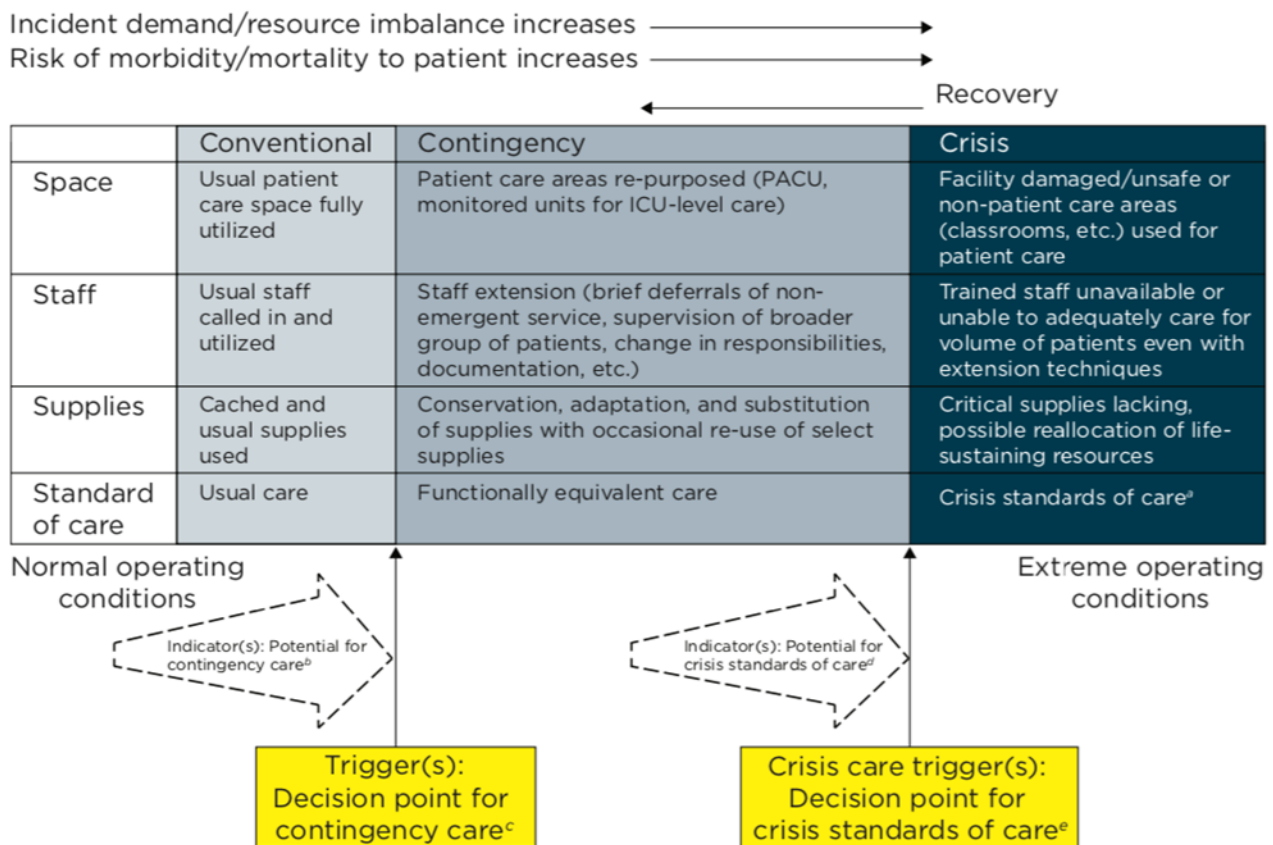 Incident demand/resource imbalance increases
Risk of morbidity/mortality to patient increases
Recovery
Conventional
Contingency
Crisis
Space
Usual patient
care space fully
utilized
Patient care areas re-purposed (PACU,
monitored units for ICU-level care)
Facility damaged/unsafe or
non-patient care areas
(classrooms, etc.) used for
patient care
Staff
Usual staff
called in and
utilized
Staff extension (brief deferrals of non-
emergent service, supervision of broader
group of patients, change in responsibilities,
documentation, etc.)
Trained staff unavailable or
unable to adequately care for
volume of patients even with
extension techniques
Supplies
Cached and
usual supplies
used
Conservation, adaptation, and substitution
of supplies with occasional re-use of select
supplies
Critical supplies lacking,
possible reallocation of life-
sustaining resources
Standard
of care
Usual care
Functionally equivalent care
Crisis standards of careᵃ
Normal operating
conditions
Extreme operating
conditions
Indicator(s): Potential for
contingency careᵇ
Indicator(s): Potential for
crisis standards of careᵈ
Trigger(s):
Decision point for
contingency careᶜ
Crisis care trigger(s):
Decision point for
crisis standards of careᵉ